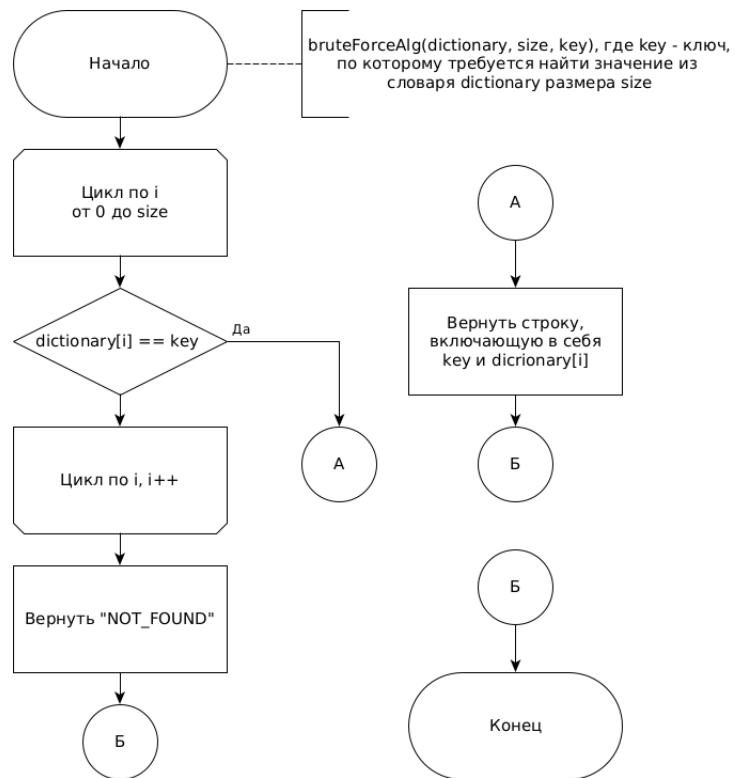 Начало
bruteForceAlg(dictionary, size, key), где key - ключ,
по которому требуется найти значение из
словаря dictionary размера size
Цикл по i
от 0 до size
dictionary[i] == key
Да
А
Цикл по i, i++
Вернуть "NOT_FOUND"
Б
А
Вернуть строку,
включающую в себя
key и dicrionary[i]
Б
Б
Конец